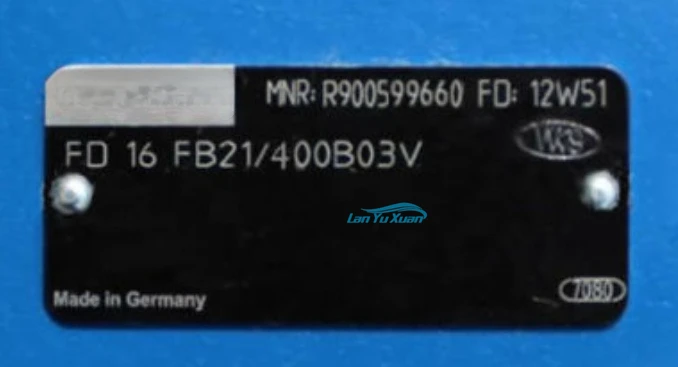 MNR: R900599660 FD: 12W51
FD 16 FB21/400B03V
Lan Yu Xuan
Made in Germany
7080